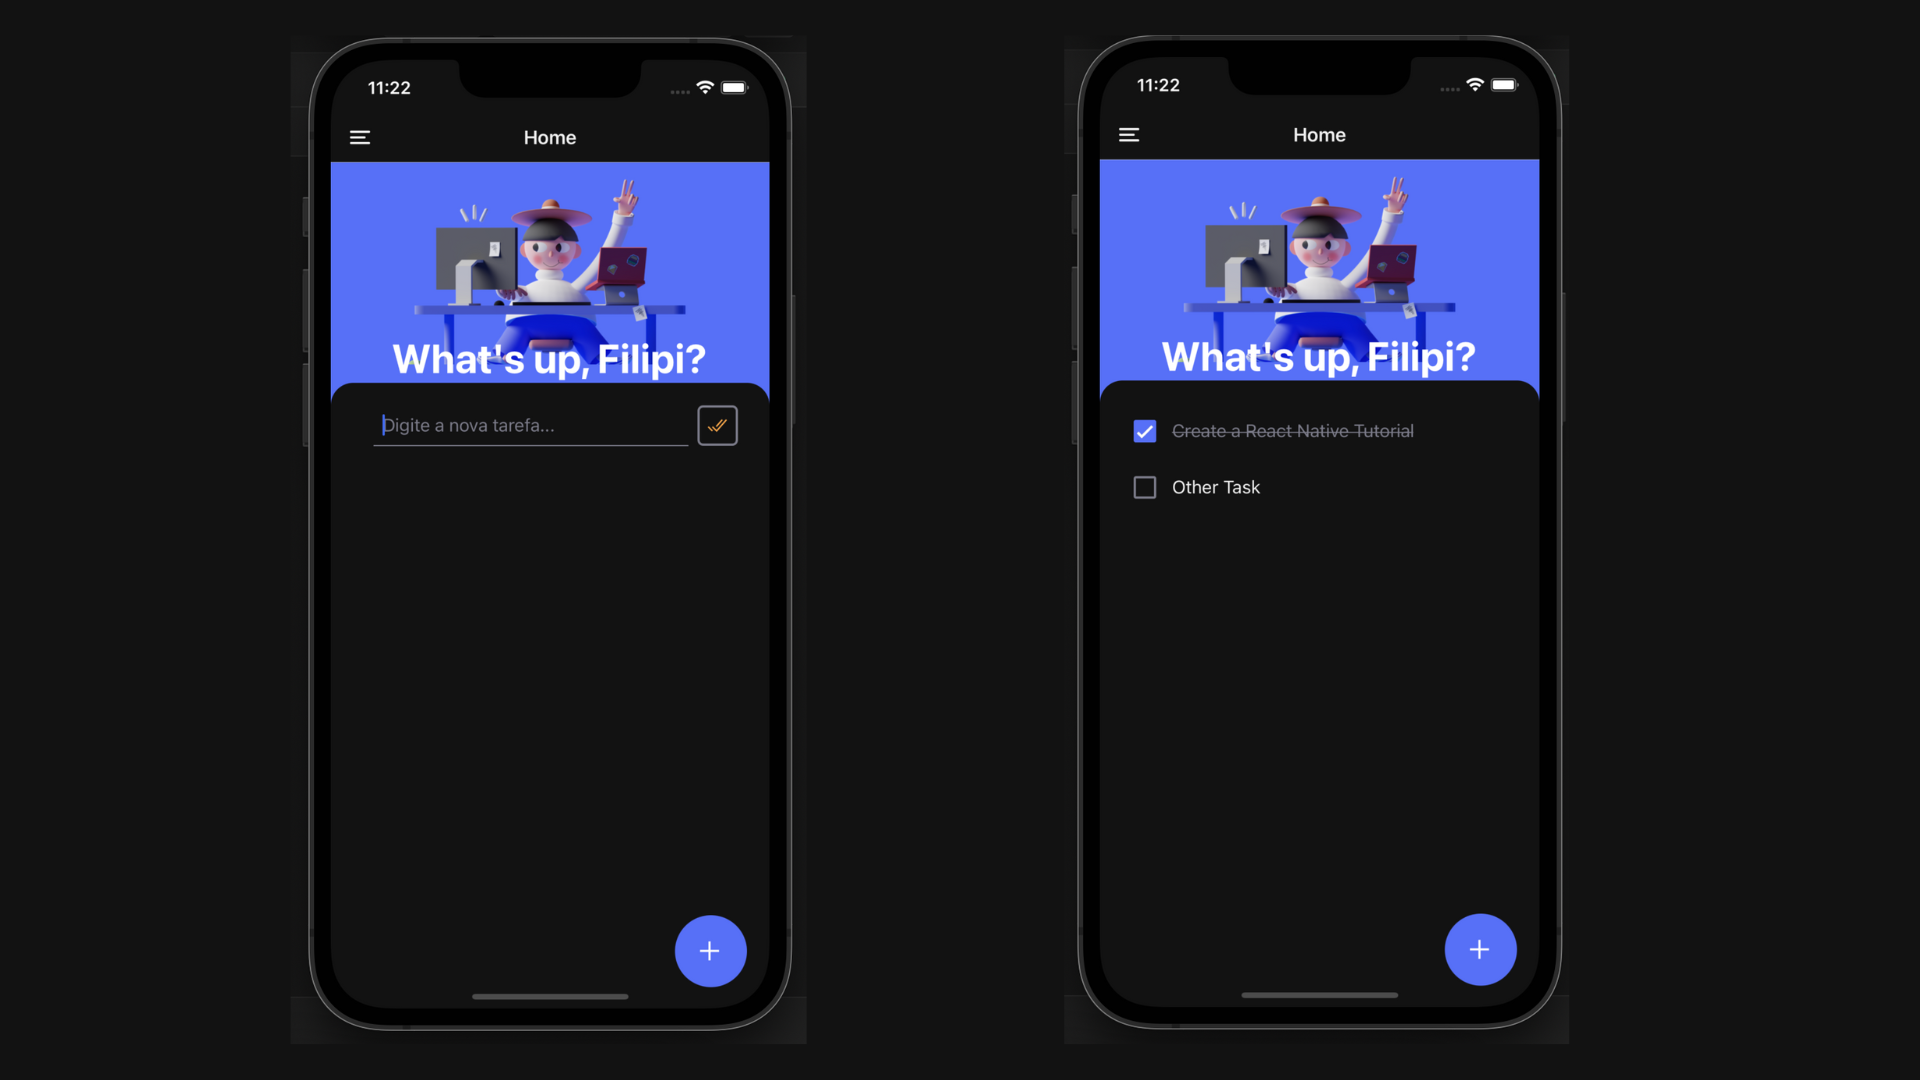 11:22
Home
What's up, Filipi?
Digite a nova tarefa...
11:22
Home
What's up, Filipi?
Create a React Native Tutorial
Other Task